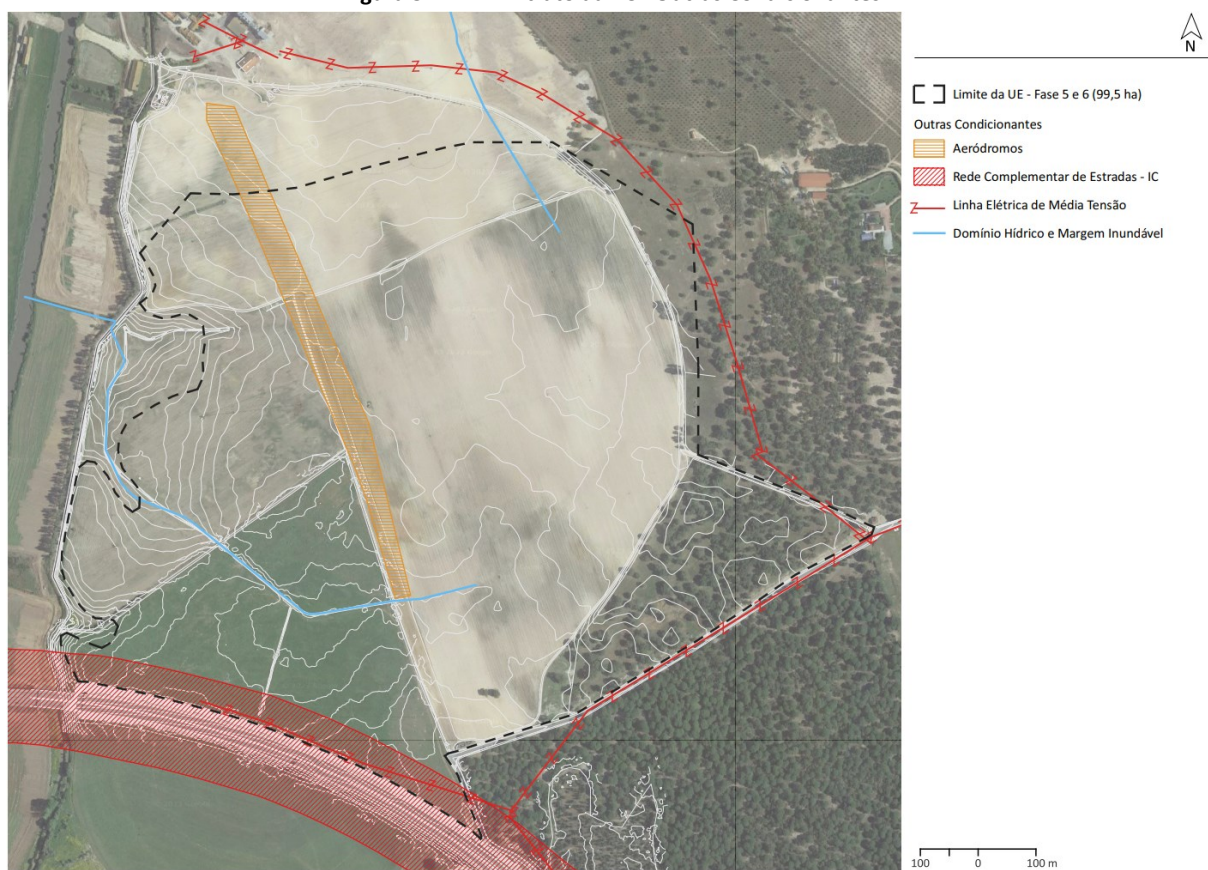 N
Limite da UE - Fase 5 e 6 (99,5 ha)
Outras Condicionantes
Aeródromos
Rede Complementar de Estradas - IC
Linha Elétrica de Média Tensão
Domínio Hídrico e Margem Inundável
100 0 100 m